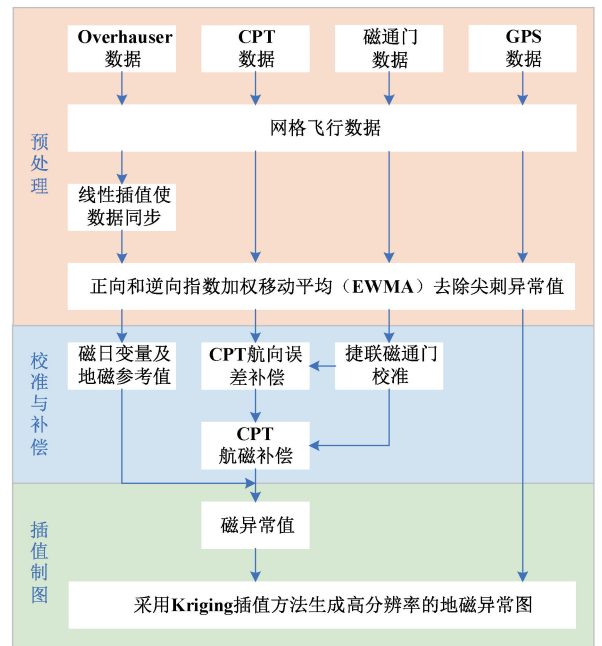 Overhauser
数据
CPT
数据
磁通门
数据
GPS
数据
预处理
网格飞行数据
线性插值使
数据同步
正向和逆向指数加权移动平均（EWMA）去除尖刺异常值
校准与补偿
磁日变量及
地磁参考值
CPT航向误
差补偿
捷联磁通门
校准
CPT
航磁补偿
插值制图
磁异常值
采用Kriging插值方法生成高分辨率的地磁异常图